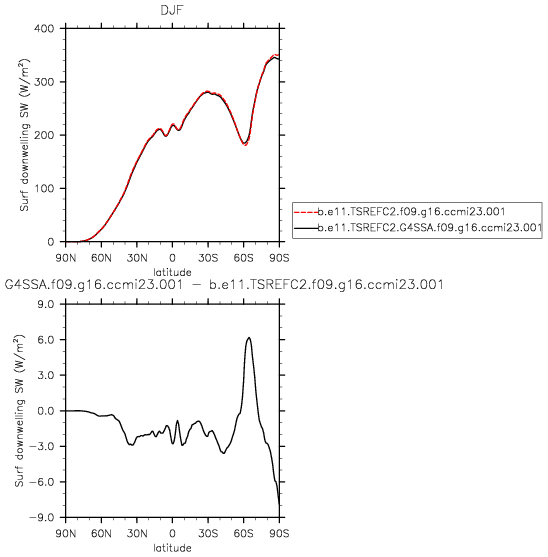 DJF
Surf downwelling SW (W/m²)
400
300
200
100
0
90N 60N 30N 0 30S 60S 90S
latitude
b.e11.TSREFC2.f09.g16.ccmi23.001
b.e11.TSREFC2.G4SSA.f09.g16.ccmi23.001
G4SSA.f09.g16.ccmi23.001 − b.e11.TSREFC2.f09.g16.ccmi23.001
Surf downwelling SW (W/m²)
9.0
6.0
3.0
0.0
−3.0
−6.0
−9.0
90N 60N 30N 0 30S 60S 90S
latitude